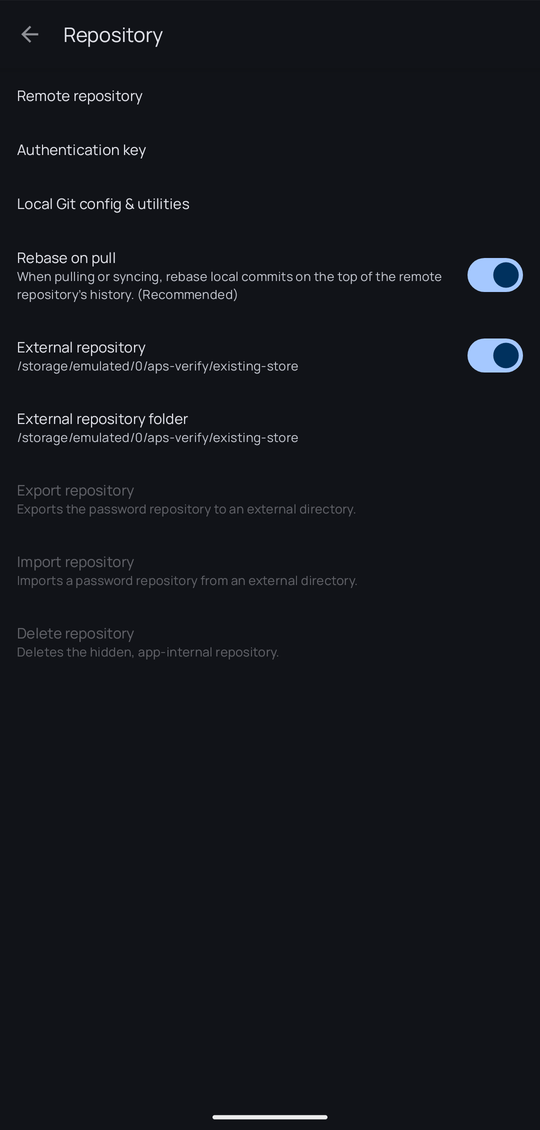 Repository
Remote repository
Authentication key
Local Git config & utilities
Rebase on pull
When pulling or syncing, rebase local commits on the top of the remote
repository's history. (Recommended)
External repository
/storage/emulated/0/aps-verify/existing-store
External repository folder
/storage/emulated/0/aps-verify/existing-store
Export repository
Exports the password repository to an external directory.
Import repository
Imports a password repository from an external directory.
Delete repository
Deletes the hidden, app-internal repository.